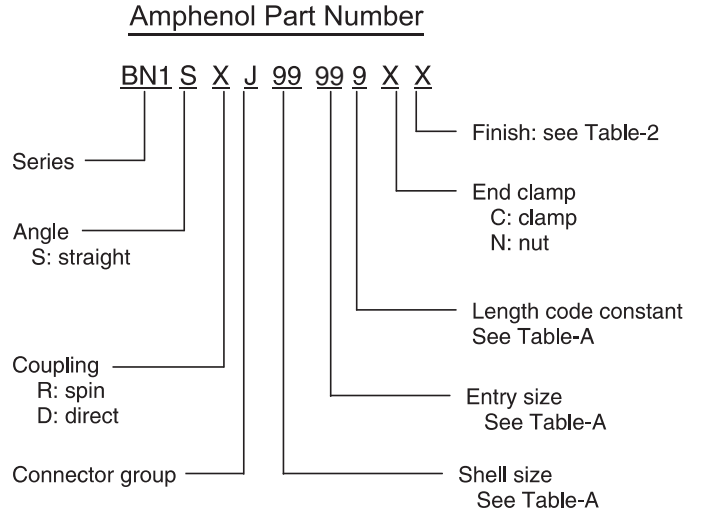 Amphenol Part Number
BN1 S X J 99 99 9 X X
Series
Angle
S: straight
Coupling
R: spin
D: direct
Connector group
Finish: see Table-2
End clamp
C: clamp
N: nut
Length code constant
See Table-A
Entry size
See Table-A
Shell size
See Table-A